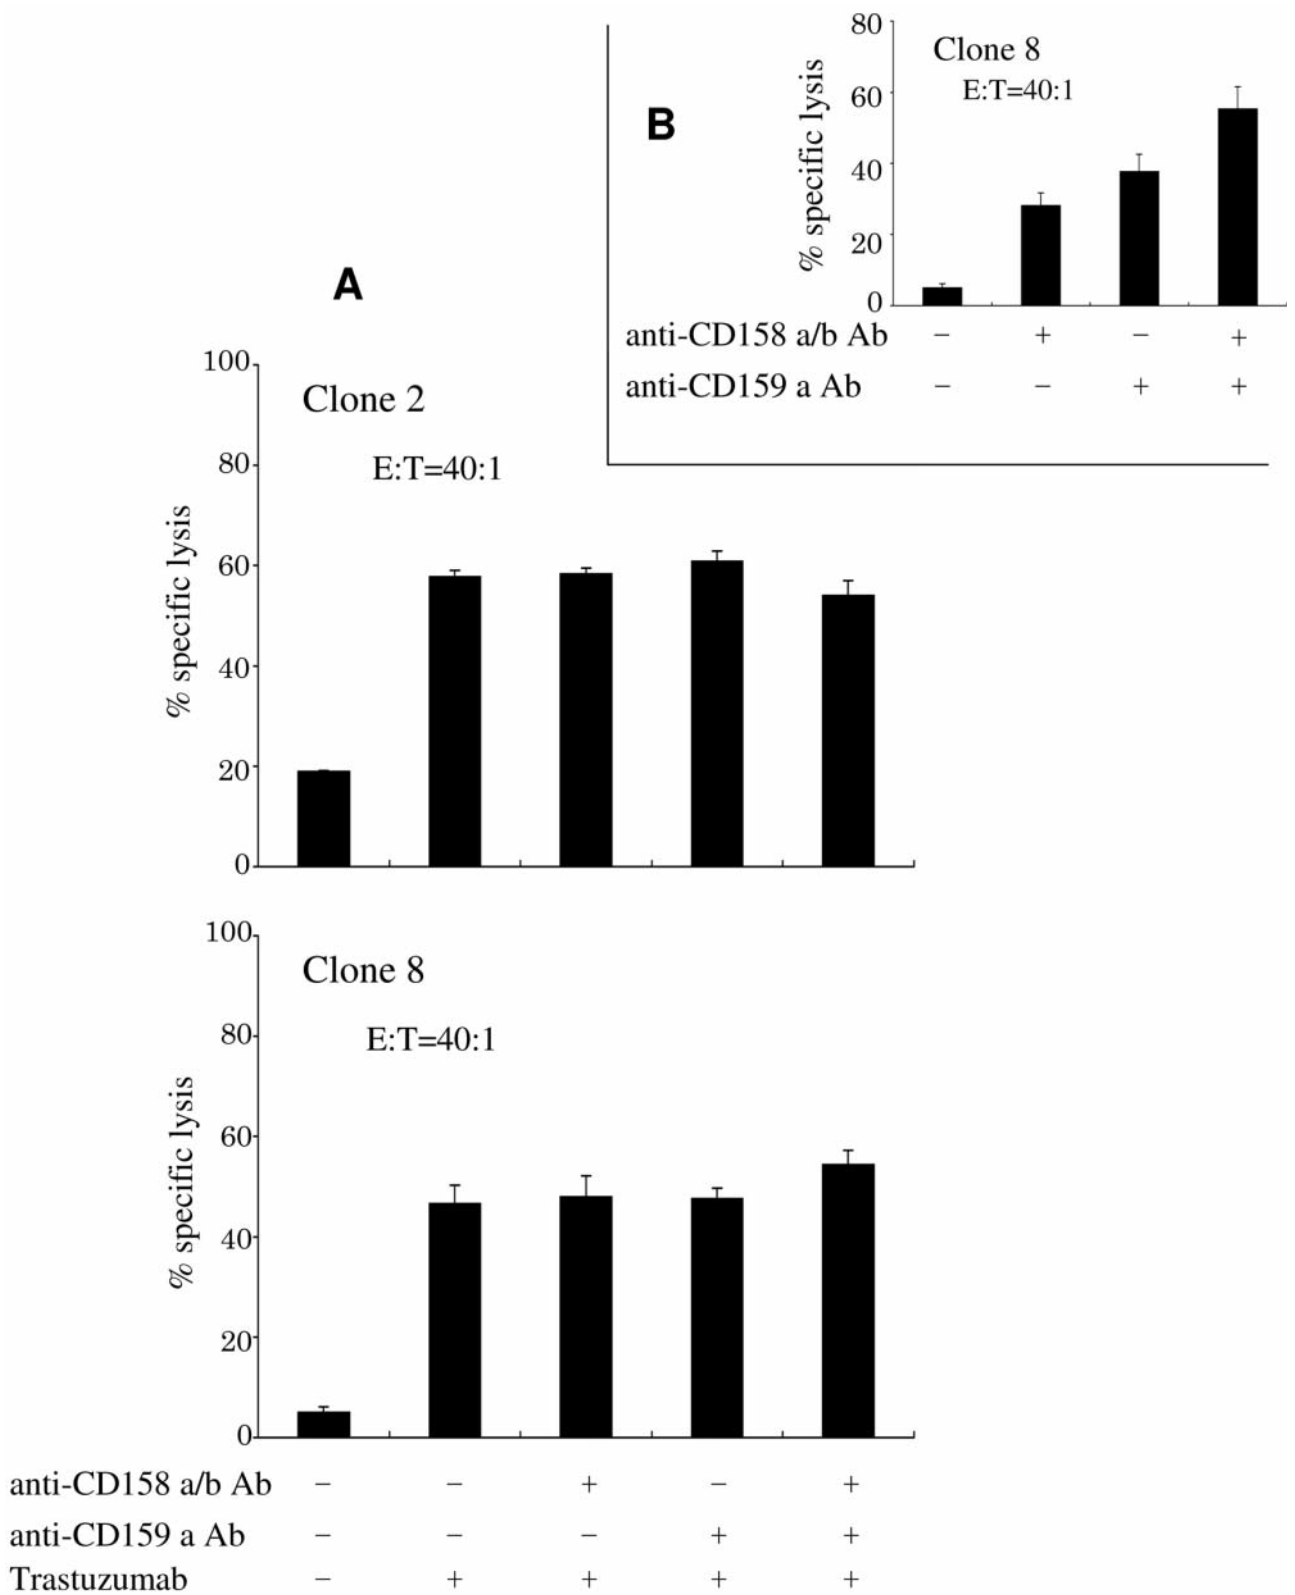 B
Clone 8
E:T=40:1
% specific lysis
80
60
40
20
0
anti-CD158 a/b Ab − + − +
anti-CD159 a Ab − − + +
A
Clone 2
E:T=40:1
% specific lysis
100
80
60
40
20
0
Clone 8
E:T=40:1
% specific lysis
100
80
60
40
20
0
anti-CD158 a/b Ab − − + − +
anti-CD159 a Ab − − − + +
Trastuzumab − + + + +